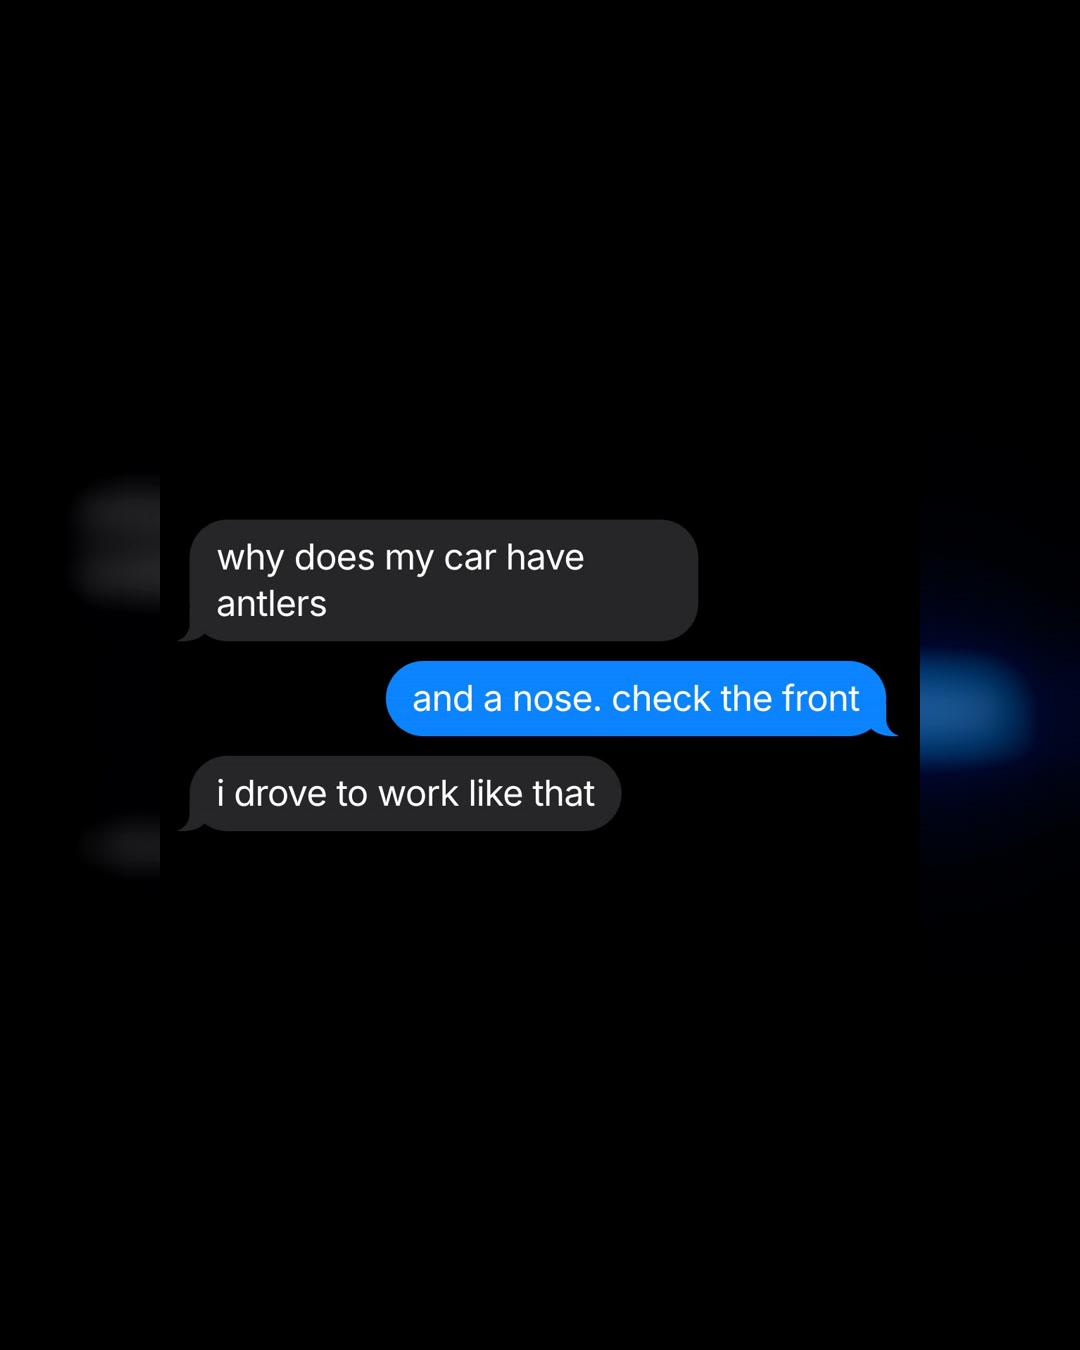 why does my car have
antlers
and a nose. check the front
i drove to work like that